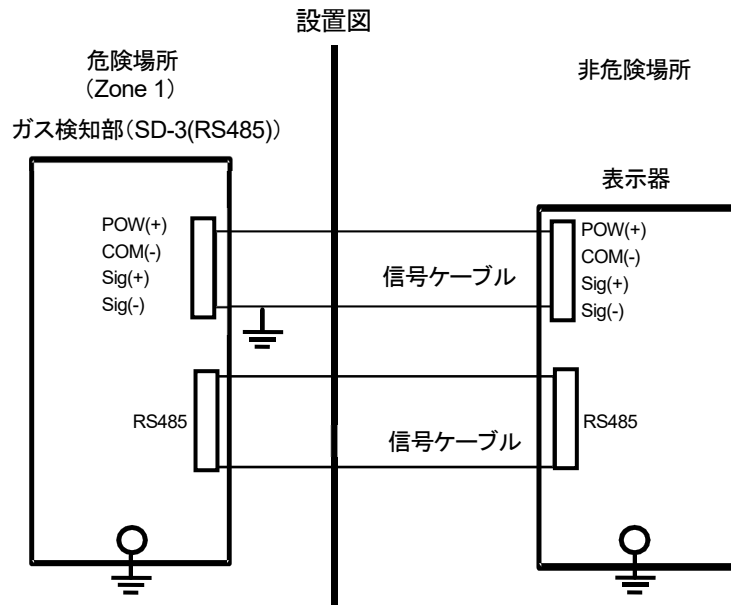 設置図
危険場所
（Zone 1）
ガス検知部（SD-3(RS485)）
POW(+)
COM(-)
Sig(+)
Sig(-)
RS485
信号ケーブル
信号ケーブル
非危険場所
表示器
POW(+)
COM(-)
Sig(+)
Sig(-)
RS485